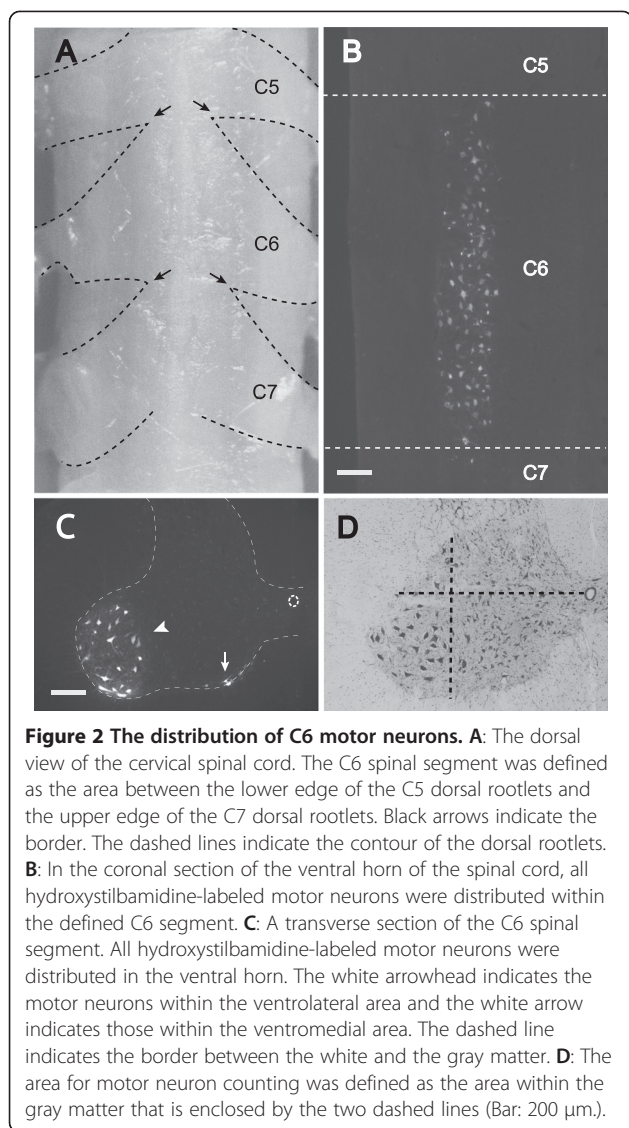 A
C5
C6
C7
B
C5
C6
C7
C
D
Figure 2 The distribution of C6 motor neurons. A: The dorsal
view of the cervical spinal cord. The C6 spinal segment was defined
as the area between the lower edge of the C5 dorsal rootlets and
the upper edge of the C7 dorsal rootlets. Black arrows indicate the
border. The dashed lines indicate the contour of the dorsal rootlets.
B: In the coronal section of the ventral horn of the spinal cord, all
hydroxystilbamidine-labeled motor neurons were distributed within
the defined C6 segment. C: A transverse section of the C6 spinal
segment. All hydroxystilbamidine-labeled motor neurons were
distributed in the ventral horn. The white arrowhead indicates the
motor neurons within the ventrolateral area and the white arrow
indicates those within the ventromedial area. The dashed line
indicates the border between the white and the gray matter. D: The
area for motor neuron counting was defined as the area within the
gray matter that is enclosed by the two dashed lines (Bar: 200 μm.).